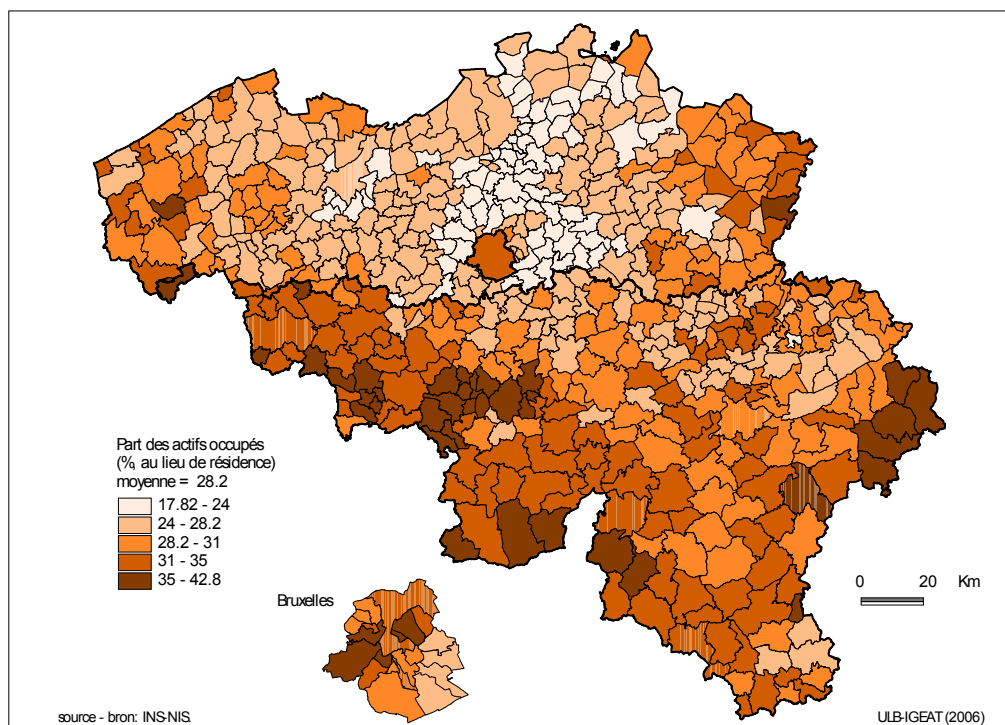 Part des actifs occupés
(%, au lieu de résidence)
moyenne = 28.2
17.82 - 24
24 - 28.2
28.2 - 31
31 - 35
35 - 42.8
Bruxelles
0 20 Km
source - bron: INS-NIS.
ULB-IGEAT (2006)